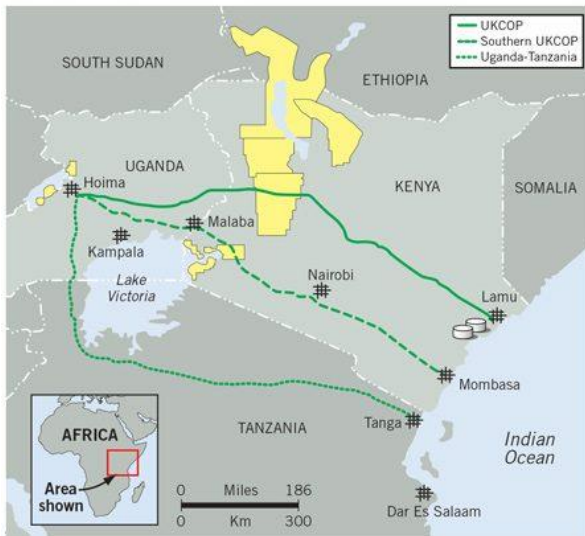 UKCOP
Southern UKCOP
Uganda-Tanzania
SOUTH SUDAN
ETHIOPIA
UGANDA
Hoima
KENYA
SOMALIA
Malaba
Kampala
Lake
Victoria
Nairobi
Lamu
Mombasa
Tanga
TANZANIA
Indian
Ocean
AFRICA
Area
shown
0 Miles 186
0 Km 300
Dar Es Salaam